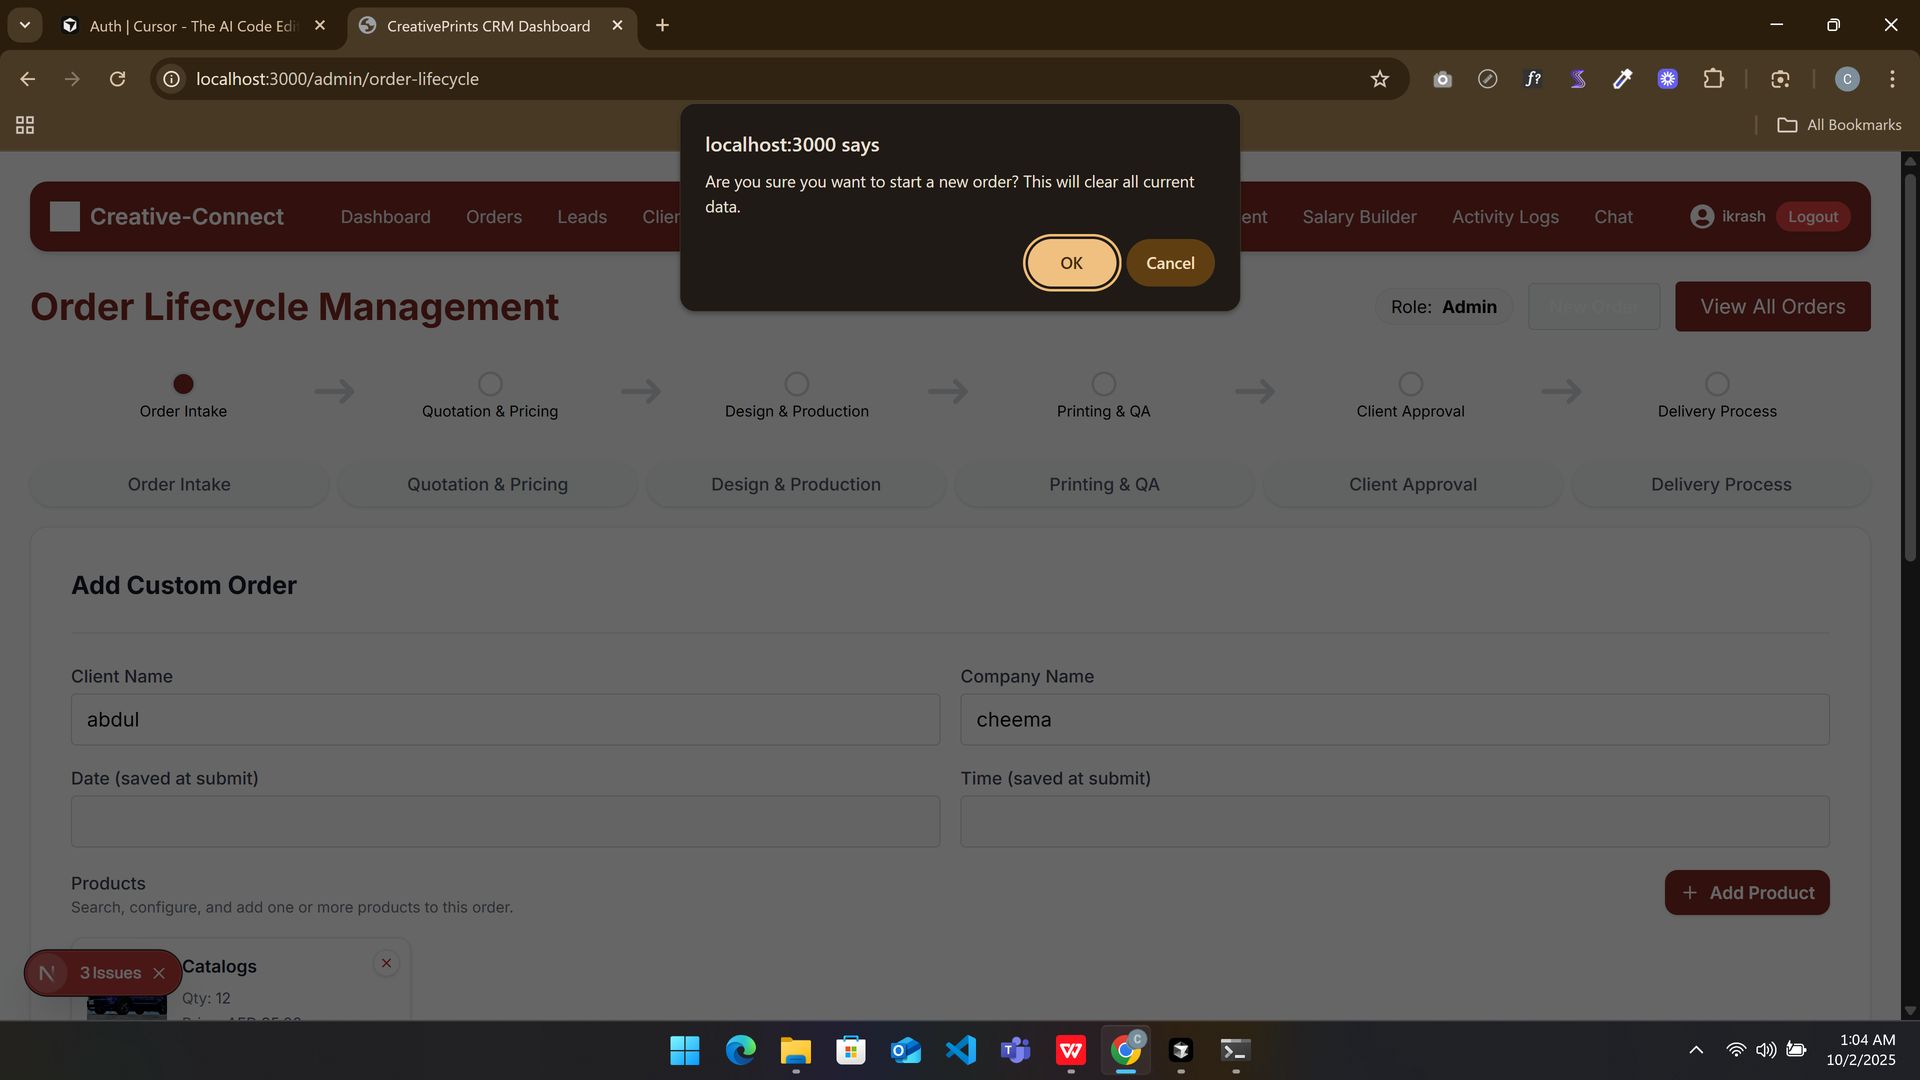 Auth | Cursor - The AI Code Edi
CreativePrints CRM Dashboard
localhost:3000/admin/order-lifecycle
f?
C
All Bookmarks
localhost:3000 says
Are you sure you want to start a new order? This will clear all current
data.
OK
Cancel
Creative-Connect
Dashboard
Orders
Leads
Clien
ent
Salary Builder
Activity Logs
Chat
ikrash
Logout
Order Lifecycle Management
Role: Admin
New Order
View All Orders
Order Intake
Quotation & Pricing
Design & Production
Printing & QA
Client Approval
Delivery Process
Order Intake
Quotation & Pricing
Design & Production
Printing & QA
Client Approval
Delivery Process
Add Custom Order
Client Name
Company Name
abdul
cheema
Date (saved at submit)
Time (saved at submit)
Products
Search, configure, and add one or more products to this order.
+ Add Product
N
3 Issues
Catalogs
Qty: 12
1:04 AM
10/2/2025